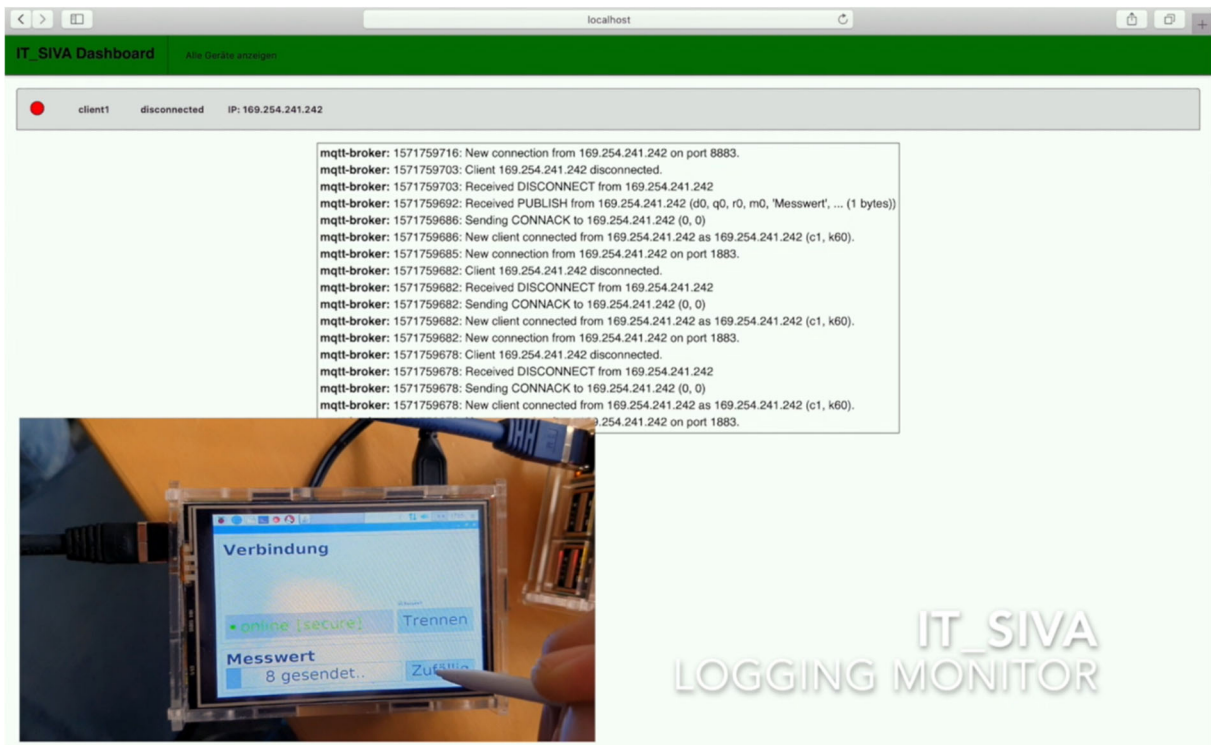 localhost
IT_SIVA Dashboard
Alle Geräte anzeigen
client1 disconnected IP: 169.254.241.242
mqtt-broker: 1571759716: New connection from 169.254.241.242 on port 8883.
mqtt-broker: 1571759703: Client 169.254.241.242 disconnected.
mqtt-broker: 1571759703: Received DISCONNECT from 169.254.241.242
mqtt-broker: 1571759692: Received PUBLISH from 169.254.241.242 (d0, q0, r0, m0, 'Messwert', ... (1 bytes))
mqtt-broker: 1571759686: Sending CONNACK to 169.254.241.242 (0, 0)
mqtt-broker: 1571759686: New client connected from 169.254.241.242 as 169.254.241.242 (c1, k60).
mqtt-broker: 1571759685: New connection from 169.254.241.242 on port 1883.
mqtt-broker: 1571759682: Client 169.254.241.242 disconnected.
mqtt-broker: 1571759682: Received DISCONNECT from 169.254.241.242
mqtt-broker: 1571759682: Sending CONNACK to 169.254.241.242 (0, 0)
mqtt-broker: 1571759682: New client connected from 169.254.241.242 as 169.254.241.242 (c1, k60).
mqtt-broker: 1571759682: New connection from 169.254.241.242 on port 1883.
mqtt-broker: 1571759678: Client 169.254.241.242 disconnected.
mqtt-broker: 1571759678: Received DISCONNECT from 169.254.241.242
mqtt-broker: 1571759678: Sending CONNACK to 169.254.241.242 (0, 0)
mqtt-broker: 1571759678: New client connected from 169.254.241.242 as 169.254.241.242 (c1, k60).
.254.241.242 on port 1883.
Verbindung
online [secure] Trennen
Messwert
8 gesendet.. Zufällig
IT_SIVA
LOGGING MONITOR